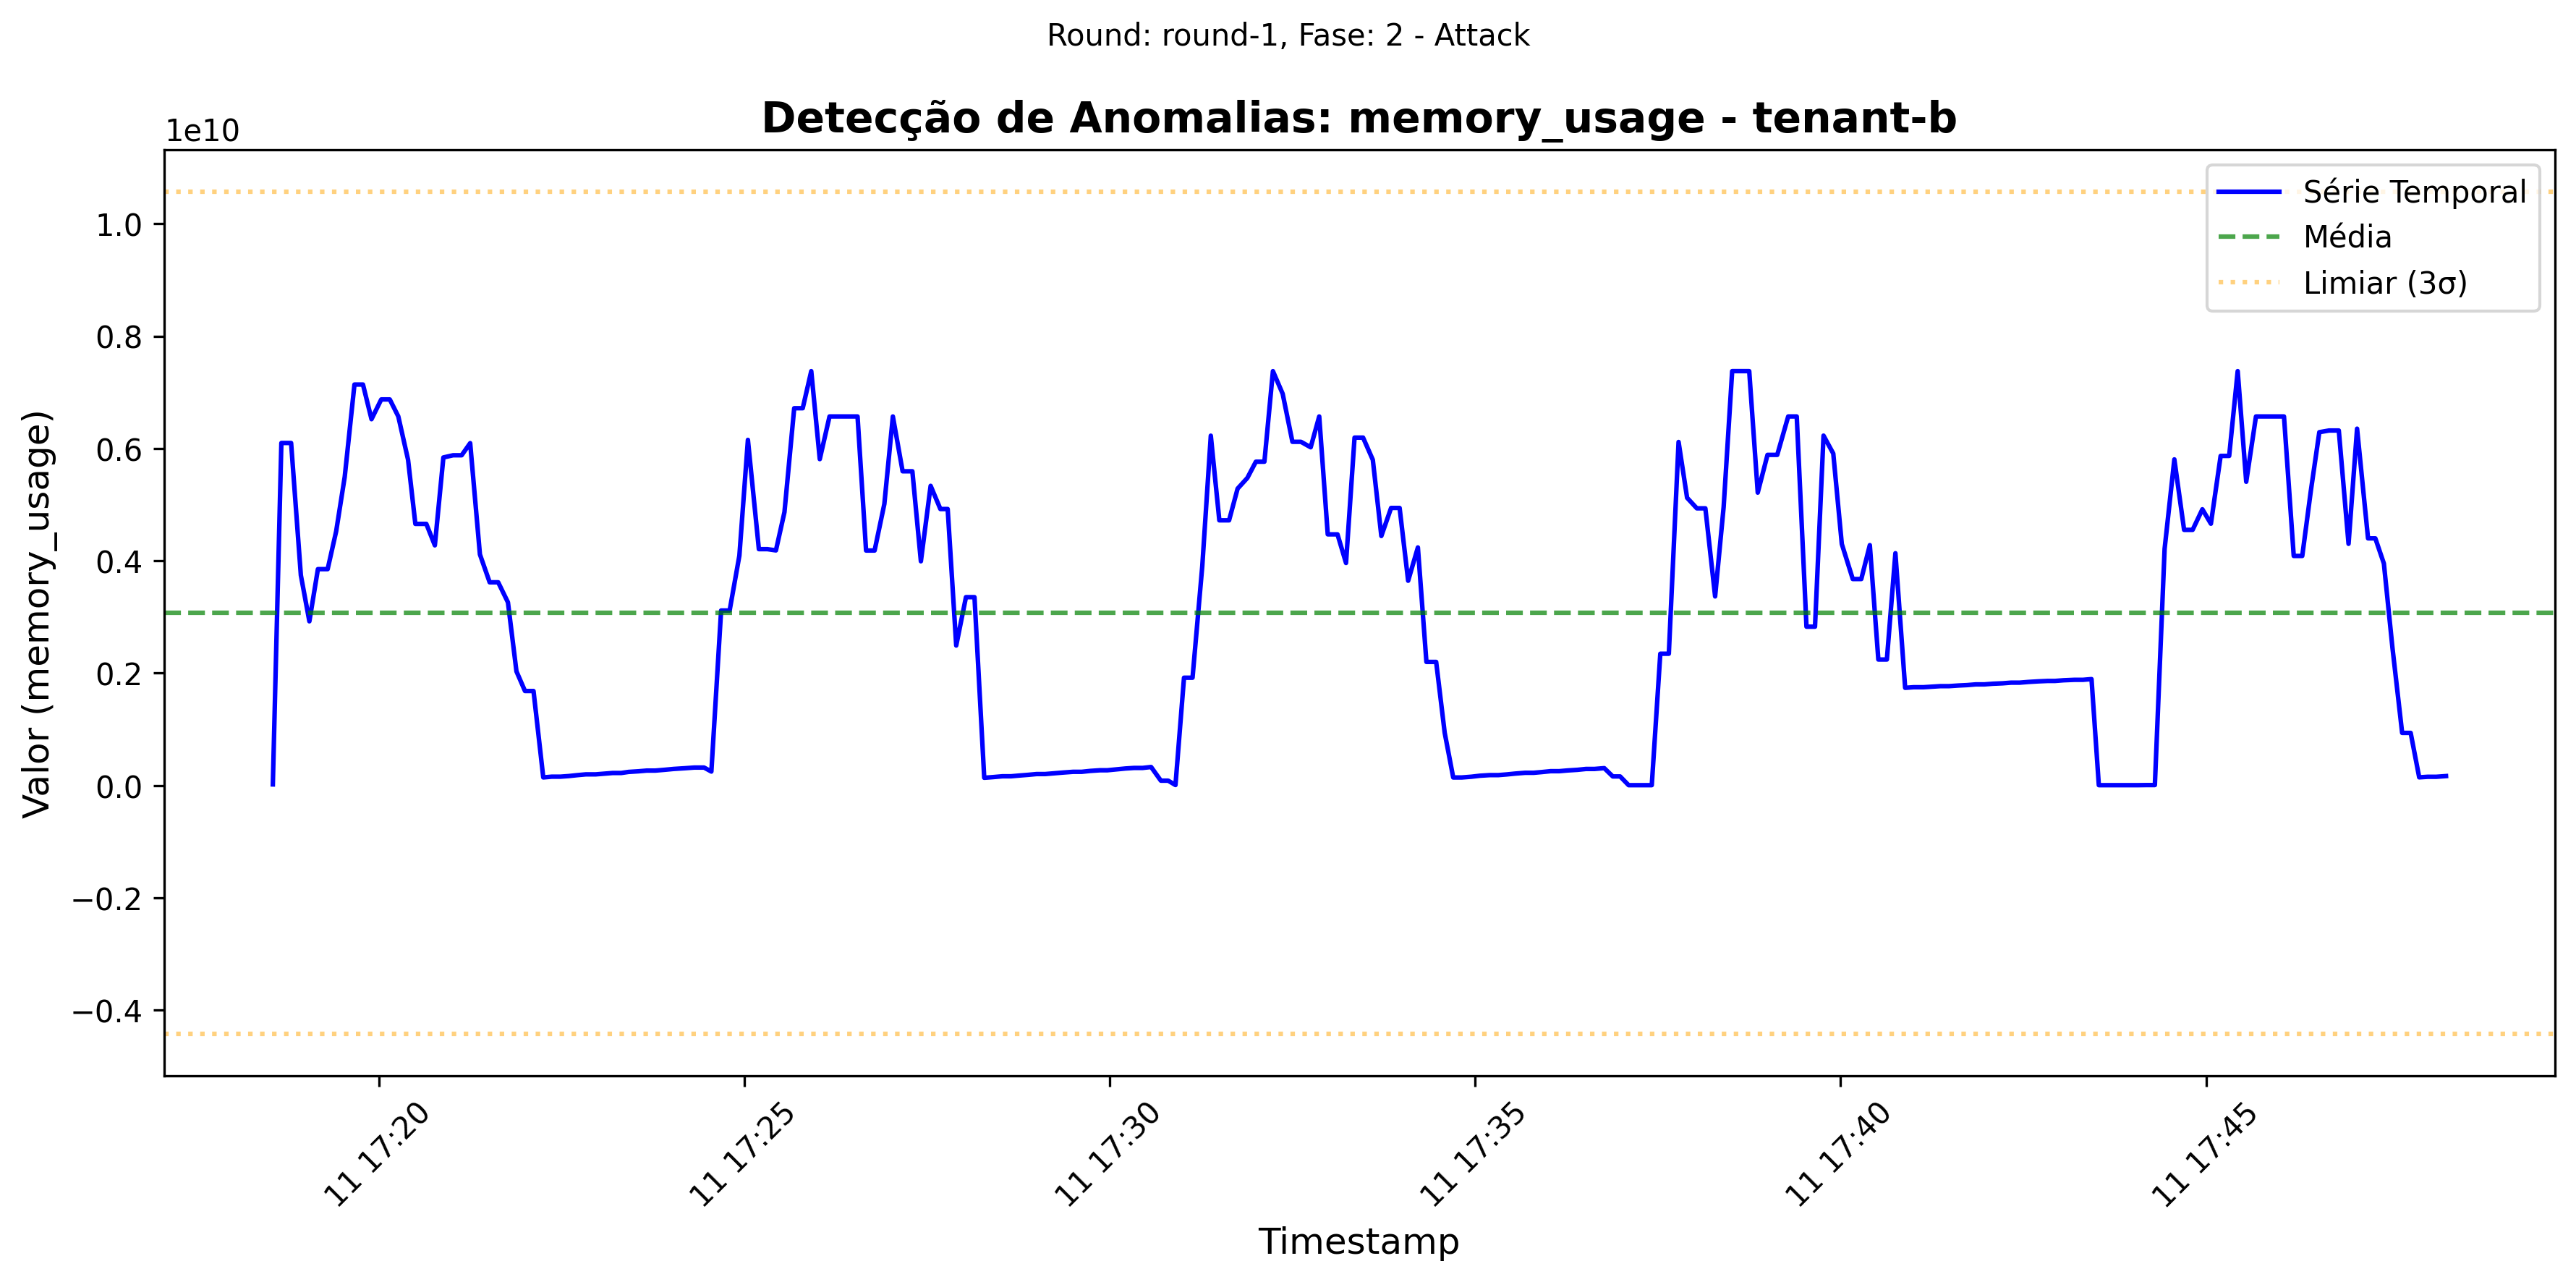 Round: round-1, Fase: 2 - Attack
Detecção de Anomalias: memory_usage - tenant-b
1e10
Série Temporal
Média
Limiar (3σ)
1.0
0.8
0.6
0.4
0.2
0.0
−0.2
−0.4
Valor (memory_usage)
11 17:20
11 17:25
11 17:30
11 17:35
11 17:40
11 17:45
Timestamp